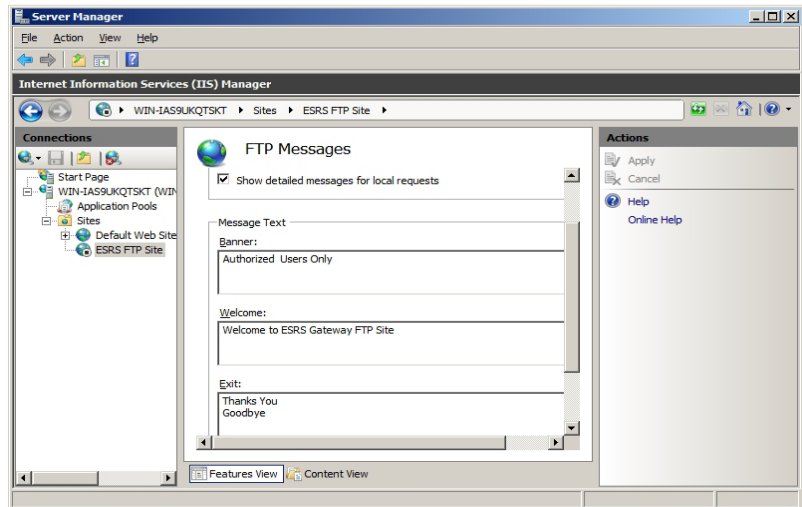 Server Manager
File Action View Help
Internet Information Services (IIS) Manager
WIN-IAS9UKQTSKT Sites ESRS FTP Site
Connections
Start Page
WIN-IAS9UKQTSKT (WIN
Application Pools
Sites
Default Web Site
ESRS FTP Site
FTP Messages
Show detailed messages for local requests
Message Text
Banner:
Authorized Users Only
Welcome:
Welcome to ESRS Gateway FTP Site
Exit:
Thanks You
Goodbye
Features View Content View
Actions
Apply
Cancel
Help
Online Help